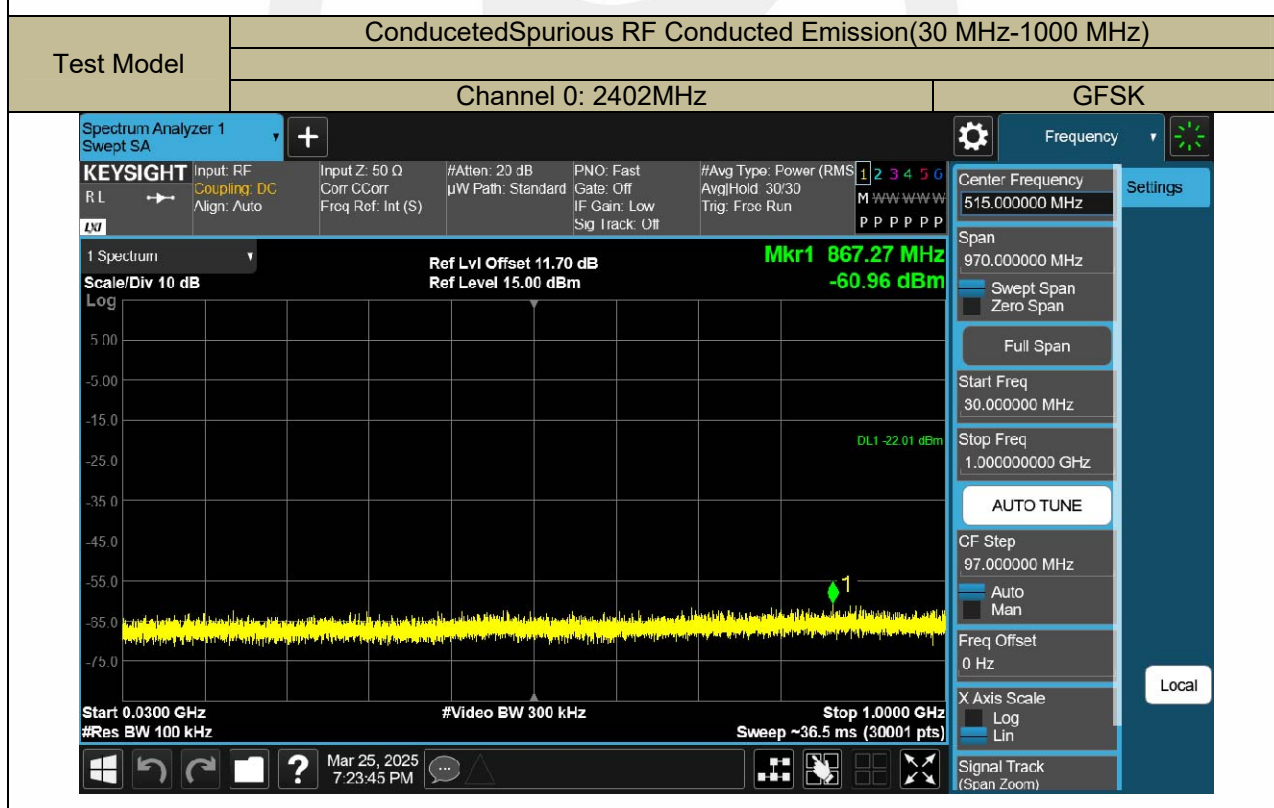 ConducetedSpurious RF Conducted Emission(30 MHz-1000 MHz)
Test Model
Channel 0: 2402MHz GFSK
Spectrum Analyzer 1
Swept SA
Frequency
KEYSIGHT
R L
LXI
Input: RF
Coupling: DC
Align: Auto
Input Z: 50 Ω
Corr CCorr
Freq Ref: Int (S)
#Atten: 20 dB
µW Path: Standard
PNO: Fast
Gate: Off
IF Gain: Low
Sig Track: Off
#Avg Type: Power (RMS
Avg|Hold: 30/30
Trig: Free Run
1 2 3 4 5 6
M W W W W W
P P P P P P
Center Frequency
515.000000 MHz
Settings
1 Spectrum
Scale/Div 10 dB
Log
Ref Lvl Offset 11.70 dB
Ref Level 15.00 dBm
Mkr1 867.27 MHz
-60.96 dBm
Span
970.000000 MHz
Swept Span
Zero Span
Full Span
Start Freq
30.000000 MHz
Stop Freq
1.000000000 GHz
AUTO TUNE
CF Step
97.000000 MHz
Auto
Man
Freq Offset
0 Hz
X Axis Scale
Log
Lin
Signal Track
(Span Zoom)
Local
5.00
-5.00
-15.0
DL1 -22.01 dBm
-25.0
-35.0
-45.0
-55.0
1
-65.0
-75.0
Start 0.0300 GHz #Video BW 300 kHz Stop 1.0000 GHz
#Res BW 100 kHz Sweep ~36.5 ms (30001 pts)
?
Mar 25, 2025
7:23:45 PM